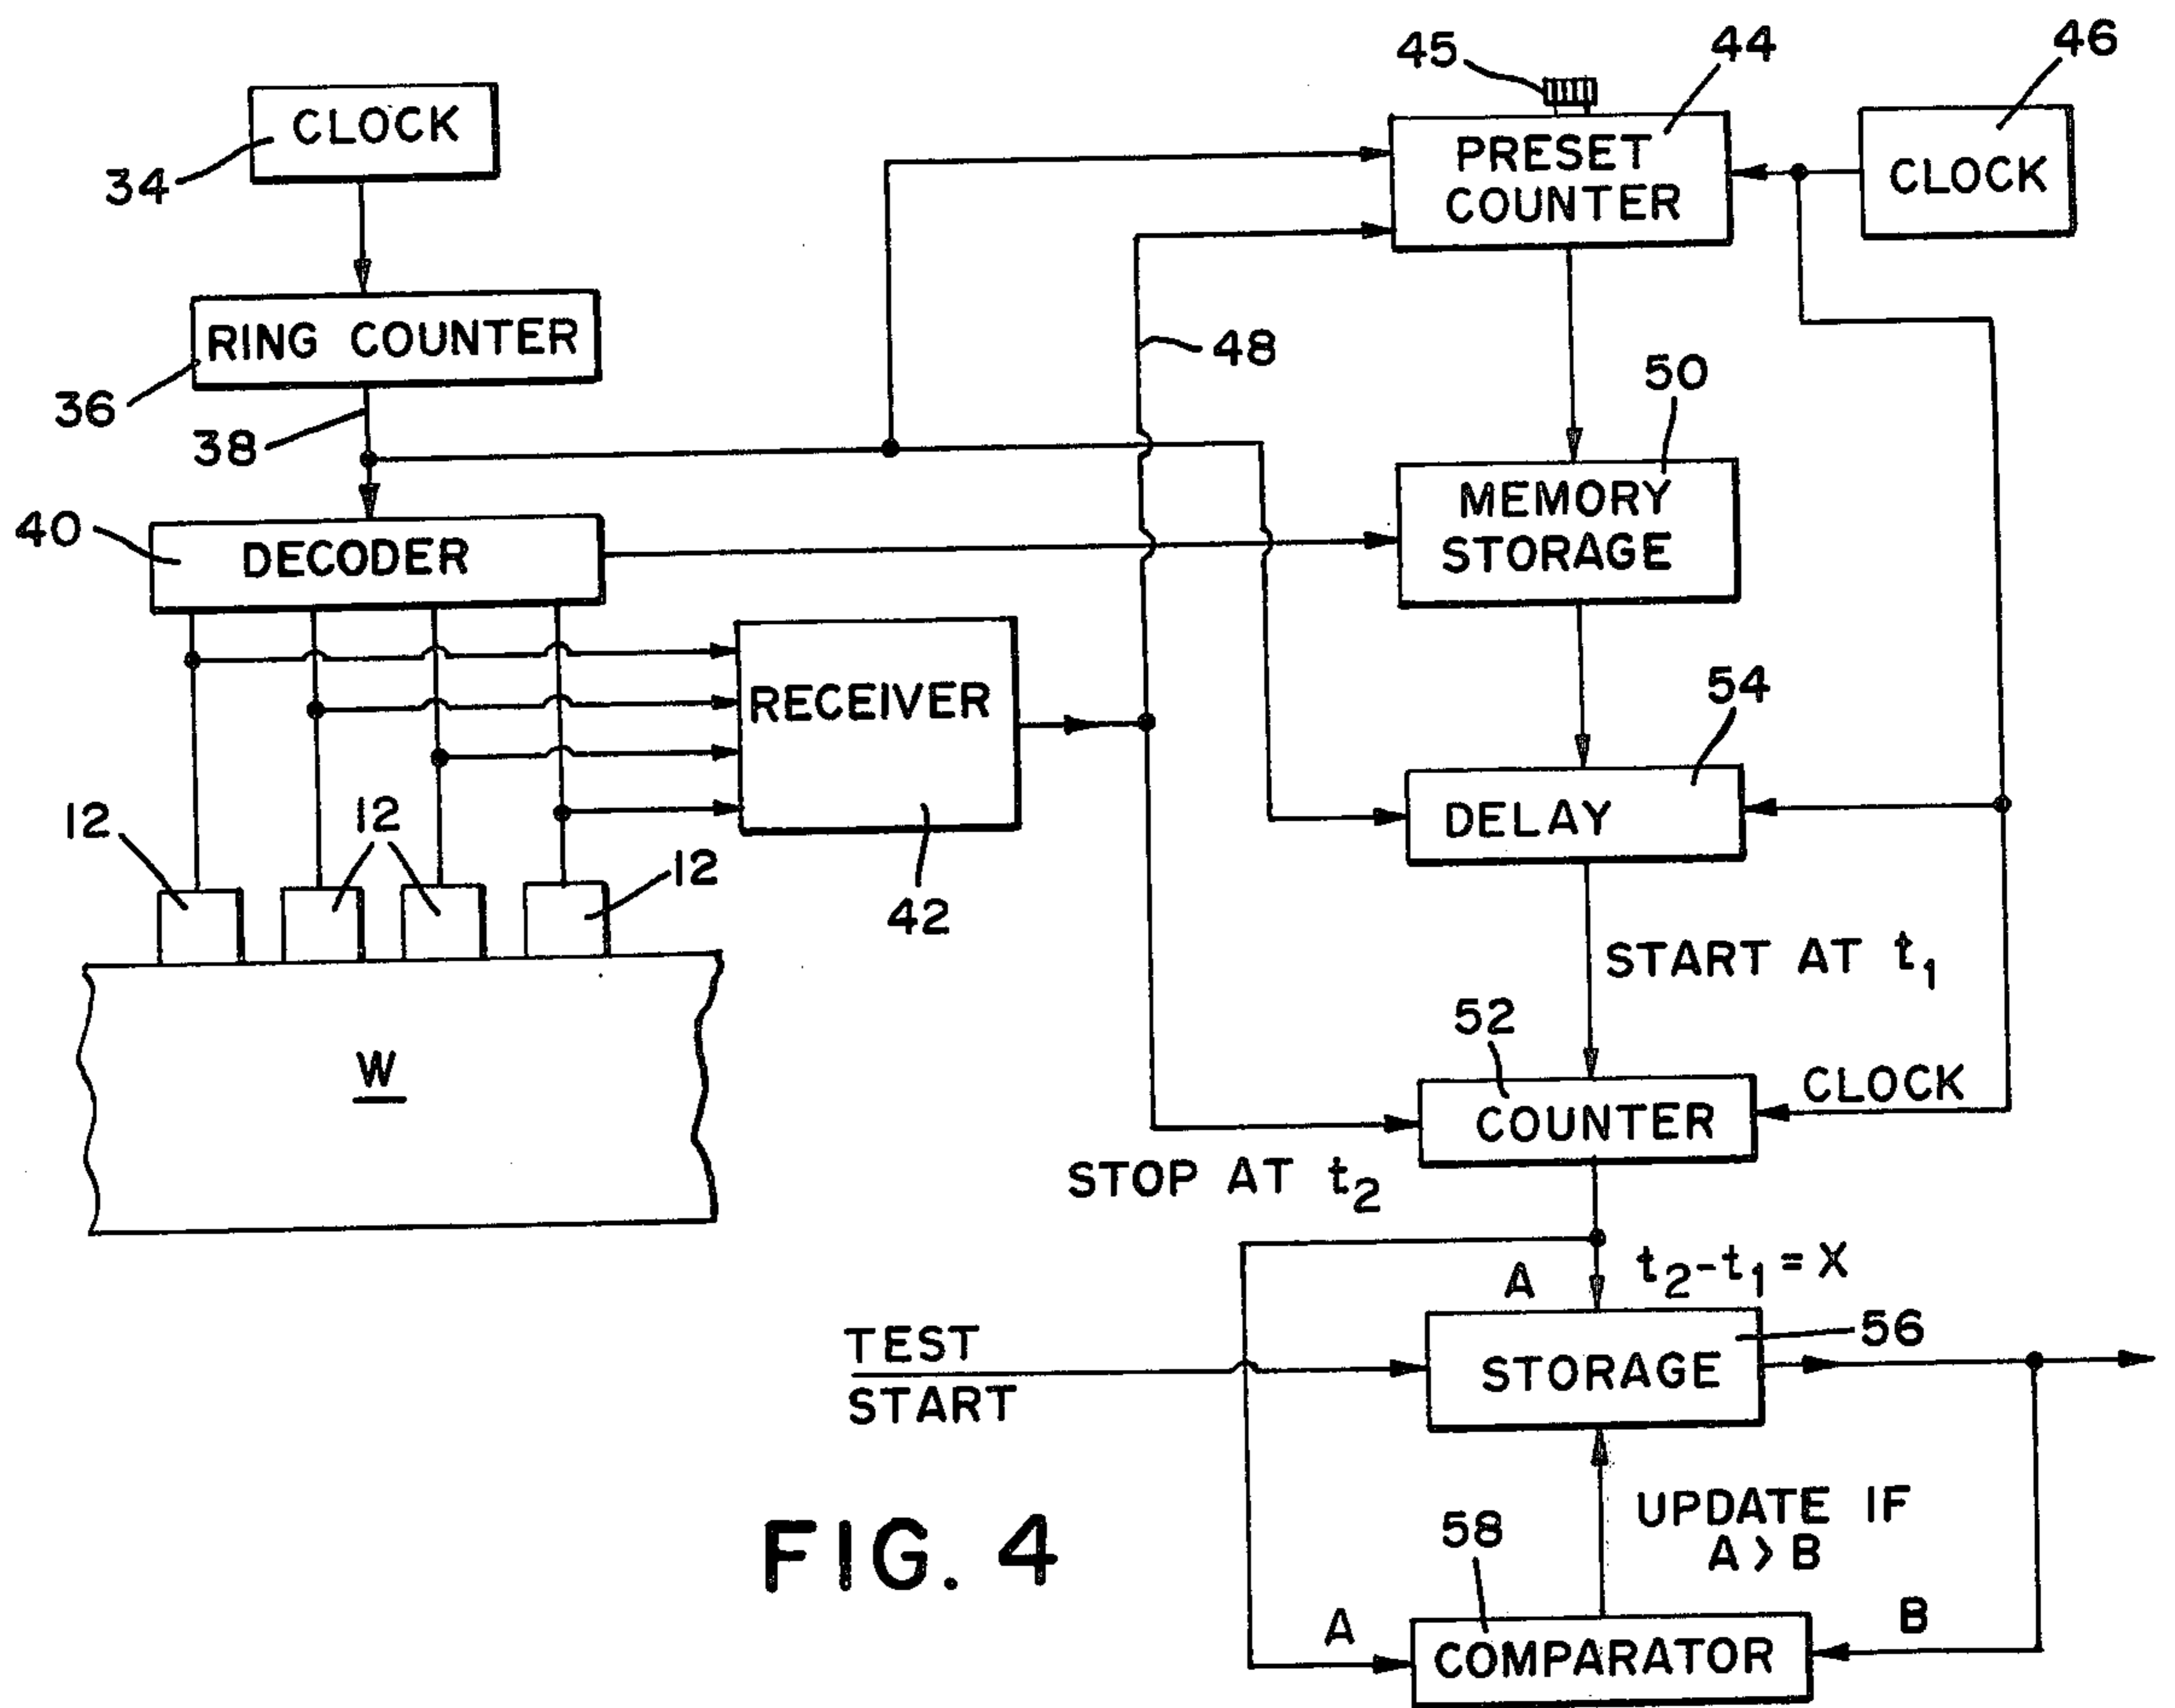 45
44
46
CLOCK
34
PRESET
COUNTER
CLOCK
RING COUNTER
36
38
48
50
40
DECODER
MEMORY
STORAGE
RECEIVER
54
DELAY
12
12
12
42
START AT t₁
52
W
CLOCK
COUNTER
STOP AT t₂
A
t₂-t₁=X
TEST
START
56
STORAGE
FIG. 4
58
UPDATE IF
A > B
A
B
COMPARATOR